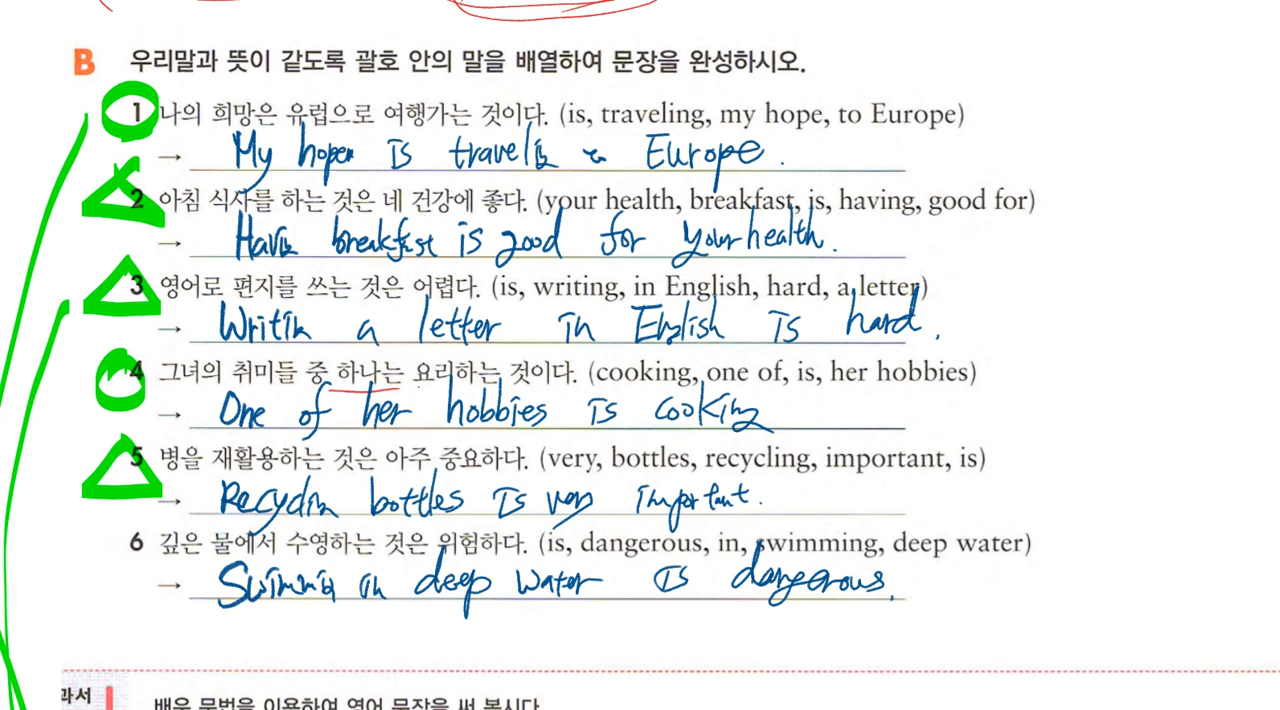 B 우리말과 뜻이 같도록 괄호 안의 말을 배열하여 문장을 완성하시오.
1 나의 희망은 유럽으로 여행가는 것이다. (is, traveling, my hope, to Europe)
→ My hope is Europe.
2 아침 식사를 하는 것은 네 건강에 좋다. (your health, breakfast, is, having, good for)
→ breakfast is good for your health.
3 영어로 편지를 쓰는 것은 어렵다. (is, writing, in English, hard, a letter)
→ a letter in English is hard.
4 그녀의 취미들 중 하나는 요리하는 것이다. (cooking, one of, is, her hobbies)
→ One of her hobbies is cooking
5 병을 재활용하는 것은 아주 중요하다. (very, bottles, recycling, important, is)
→ bottles is very important.
6 깊은 물에서 수영하는 것은 위험하다. (is, dangerous, in, swimming, deep water)
→ in deep water is dangerous.
과서
배운 문법을 이용하여 영어 문장을 써 봅시다